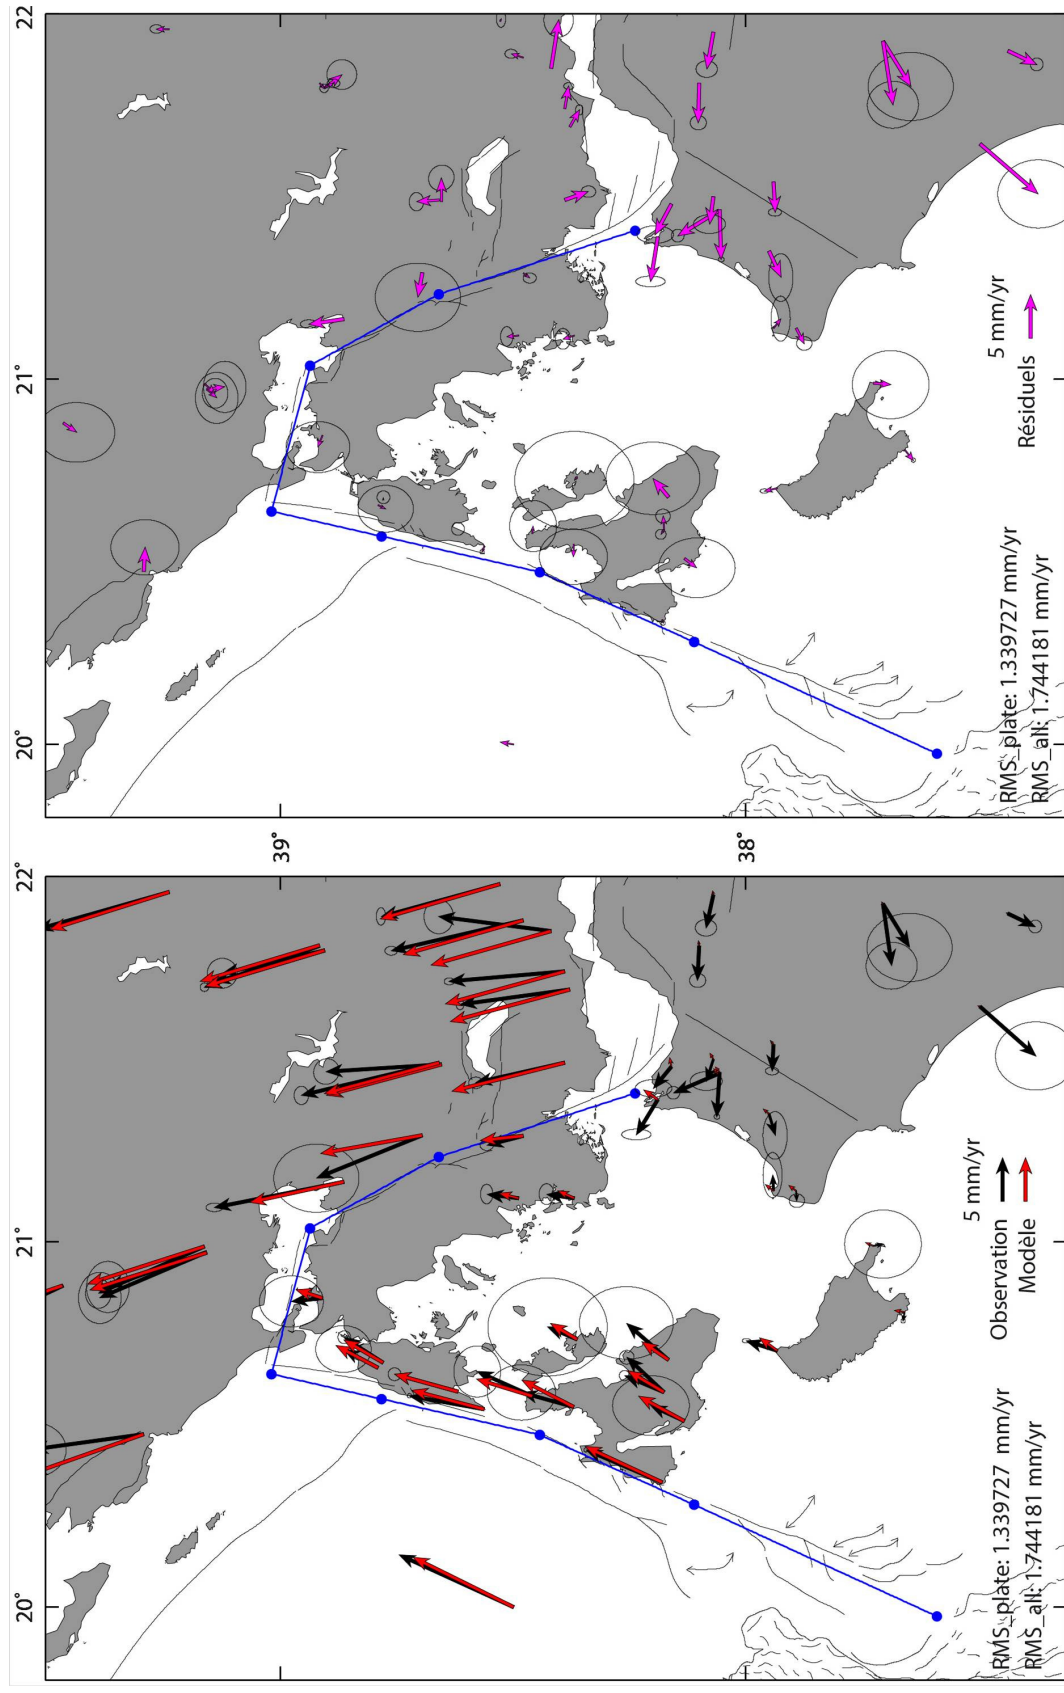 20°
21°
22°
39°
38°
5 mm/yr
Observation
Modèle
RMS_plate: 1.339727 mm/yr
RMS_all: 1.744181 mm/yr
20°
21°
22°
5 mm/yr
Résiduels
RMS_plate: 1.339727 mm/yr
RMS_all: 1.744181 mm/yr